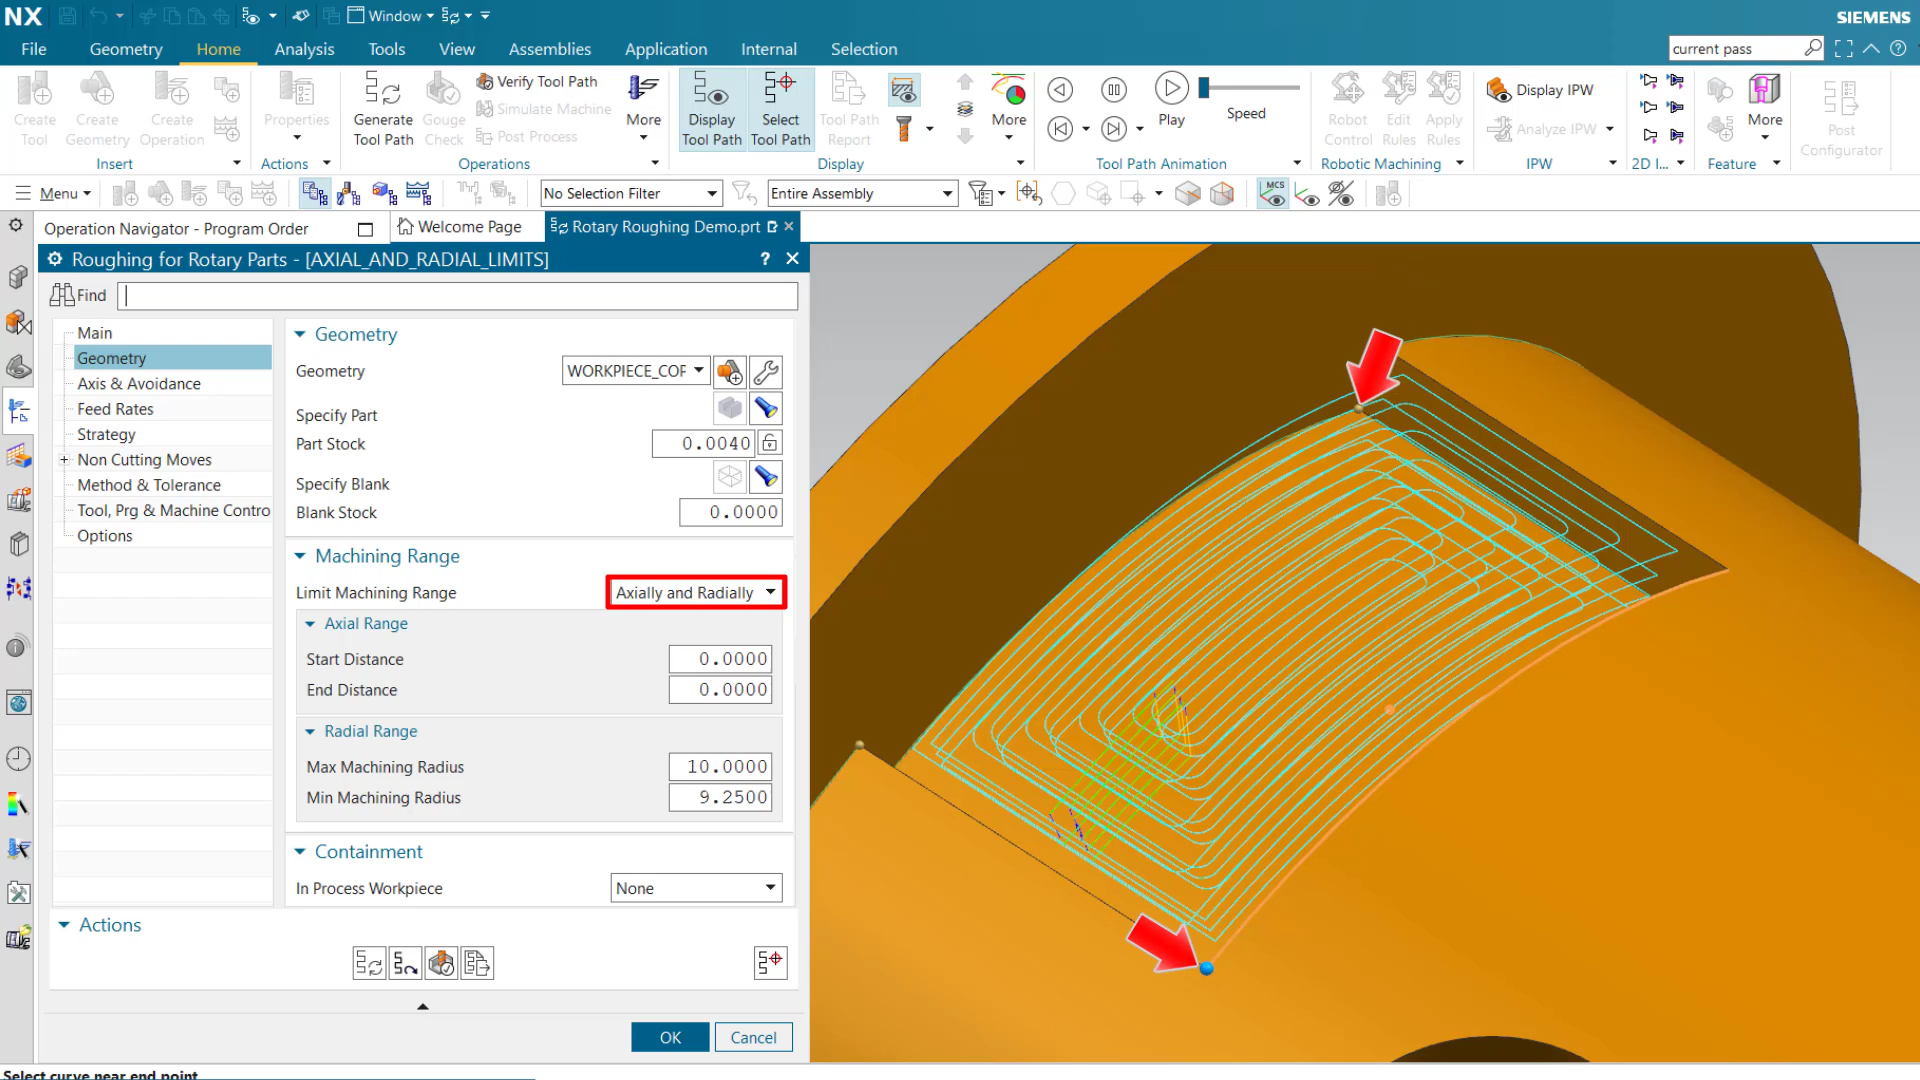 NX
Window
SIEMENS
File Geometry Home Analysis Tools View Assemblies Application Internal Selection
current pass
Create Tool
Create Geometry
Create Operation
Insert
Properties
Actions
Generate Tool Path
Gouge Check
Verify Tool Path
Simulate Machine
Post Process
More
Operations
Display Tool Path
Select Tool Path
Tool Path Report
More
Display
Play
Speed
Tool Path Animation
Robot Control
Edit Rules
Apply Rules
Robotic Machining
Display IPW
Analyze IPW
IPW
2D I...
More
Feature
Post Configurator
Menu
No Selection Filter
Entire Assembly
MCS
Operation Navigator - Program Order
Welcome Page
Rotary Roughing Demo.prt
Roughing for Rotary Parts - [AXIAL_AND_RADIAL_LIMITS]
Find
Main
Geometry
Axis & Avoidance
Feed Rates
Strategy
Non Cutting Moves
Method & Tolerance
Tool, Prg & Machine Contro
Options
Geometry
Geometry WORKPIECE_COF
Specify Part
Part Stock 0.0040
Specify Blank
Blank Stock 0.0000
Machining Range
Limit Machining Range Axially and Radially
Axial Range
Start Distance 0.0000
End Distance 0.0000
Radial Range
Max Machining Radius 10.0000
Min Machining Radius 9.2500
Containment
In Process Workpiece None
Actions
OK Cancel
Select curve near end point